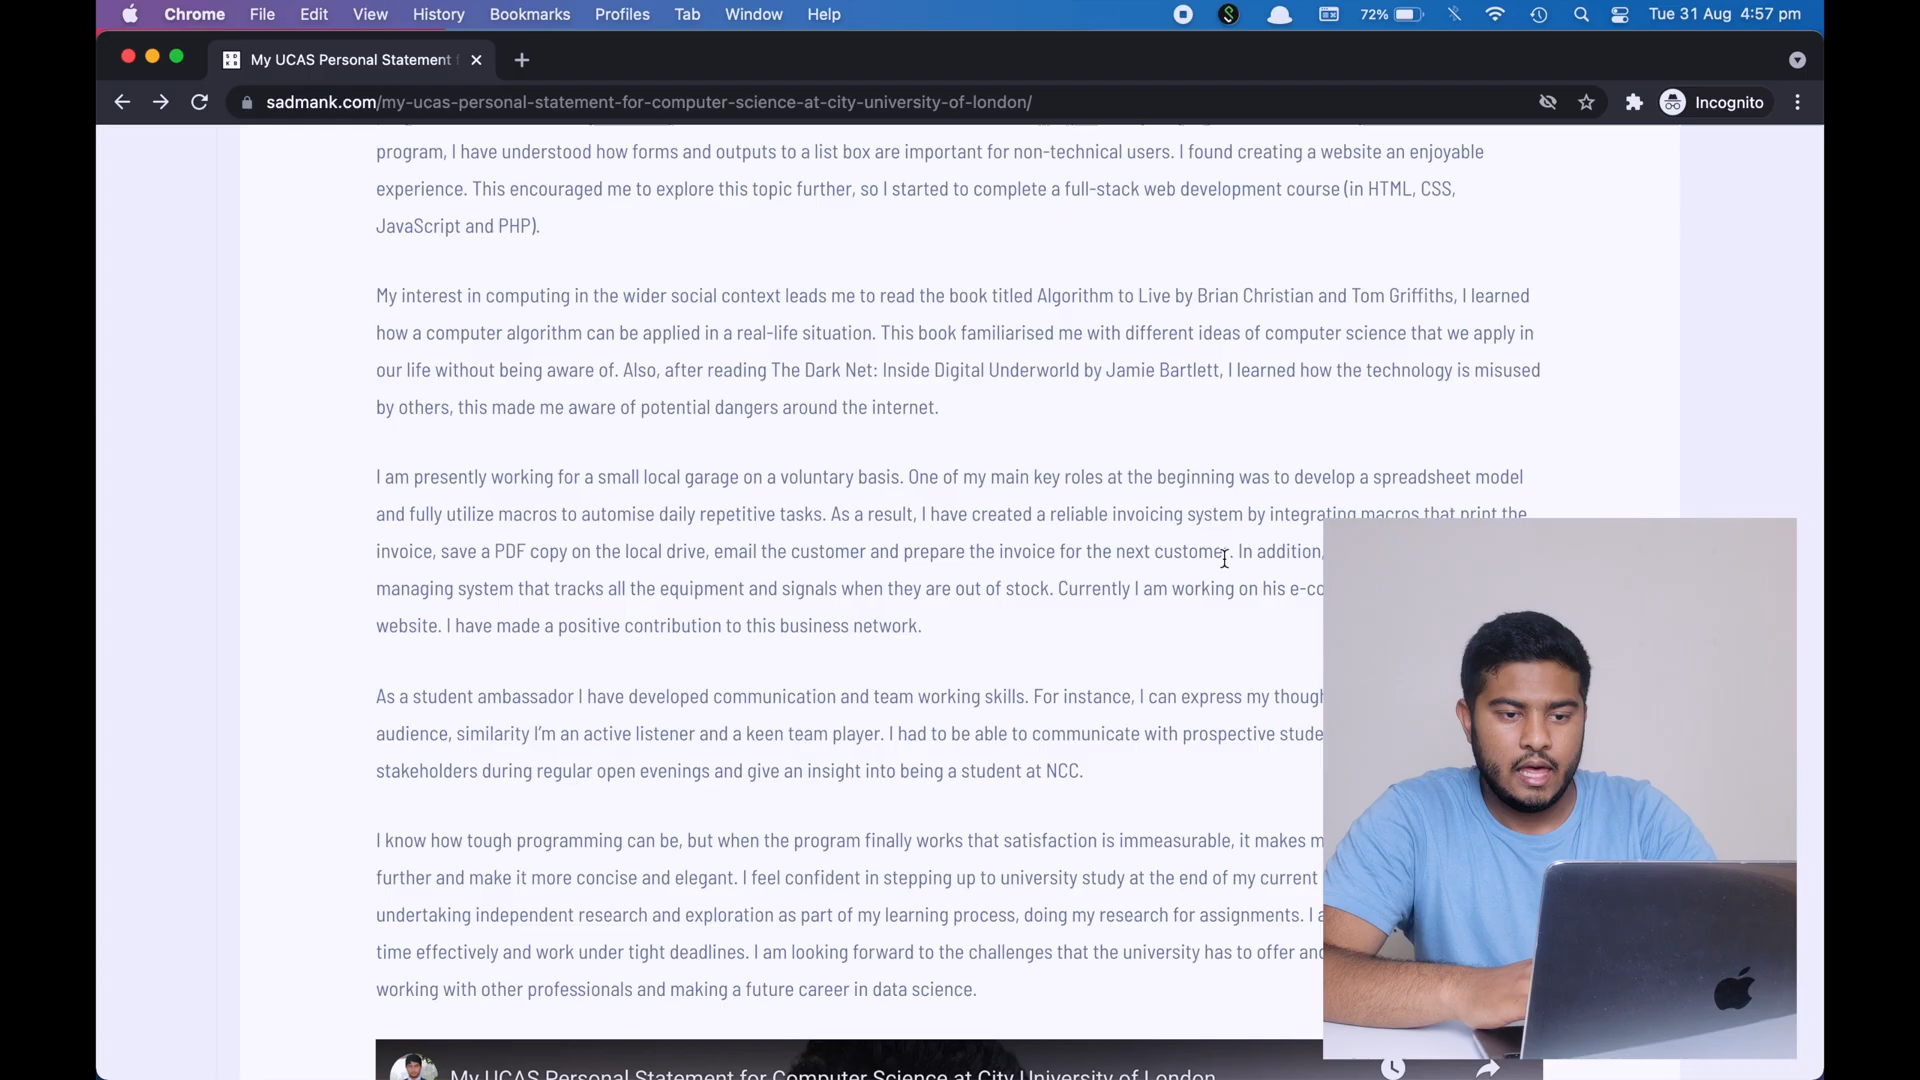 Chrome File Edit View History Bookmarks Profiles Tab Window Help 72% Tue 31 Aug 4:57 pm
My UCAS Personal Statement
sadmank.com/my-ucas-personal-statement-for-computer-science-at-city-university-of-london/ Incognito
program, I have understood how forms and outputs to a list box are important for non-technical users. I found creating a website an enjoyable
experience. This encouraged me to explore this topic further, so I started to complete a full-stack web development course (in HTML, CSS,
JavaScript and PHP).
My interest in computing in the wider social context leads me to read the book titled Algorithm to Live by Brian Christian and Tom Griffiths, I learned
how a computer algorithm can be applied in a real-life situation. This book familiarised me with different ideas of computer science that we apply in
our life without being aware of. Also, after reading The Dark Net: Inside Digital Underworld by Jamie Bartlett, I learned how the technology is misused
by others, this made me aware of potential dangers around the internet.
I am presently working for a small local garage on a voluntary basis. One of my main key roles at the beginning was to develop a spreadsheet model
and fully utilize macros to automise daily repetitive tasks. As a result, I have created a reliable invoicing system by integrating macros that print the
invoice, save a PDF copy on the local drive, email the customer and prepare the invoice for the next customer. In addition,
managing system that tracks all the equipment and signals when they are out of stock. Currently I am working on his e-co
website. I have made a positive contribution to this business network.
As a student ambassador I have developed communication and team working skills. For instance, I can express my though
audience, similarity I'm an active listener and a keen team player. I had to be able to communicate with prospective stude
stakeholders during regular open evenings and give an insight into being a student at NCC.
I know how tough programming can be, but when the program finally works that satisfaction is immeasurable, it makes m
further and make it more concise and elegant. I feel confident in stepping up to university study at the end of my current
undertaking independent research and exploration as part of my learning process, doing my research for assignments. I a
time effectively and work under tight deadlines. I am looking forward to the challenges that the university has to offer and
working with other professionals and making a future career in data science.
My UCAS Personal Statement for Computer Science at City University of London